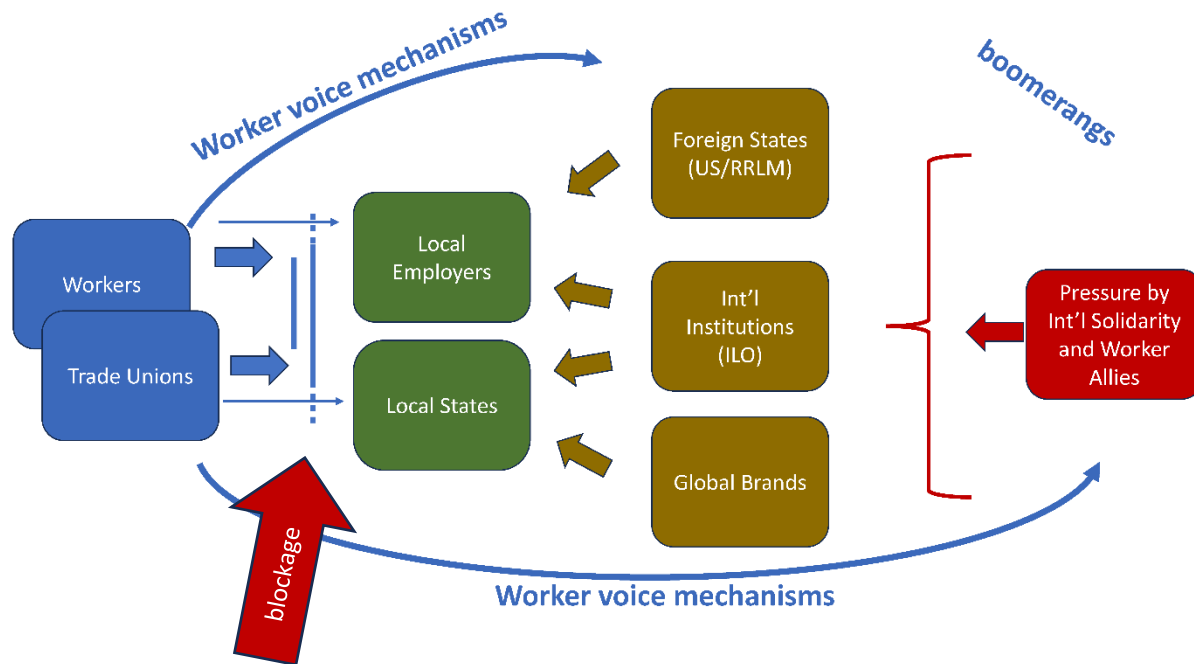 Worker voice mechanisms
boomerangs
Foreign States
(US/RRLM)
Workers
Trade Unions
Local
Employers
Local States
Int'l
Institutions
(ILO)
Global Brands
Pressure by
Int'l Solidarity
and Worker
Allies
blockage
Worker voice mechanisms